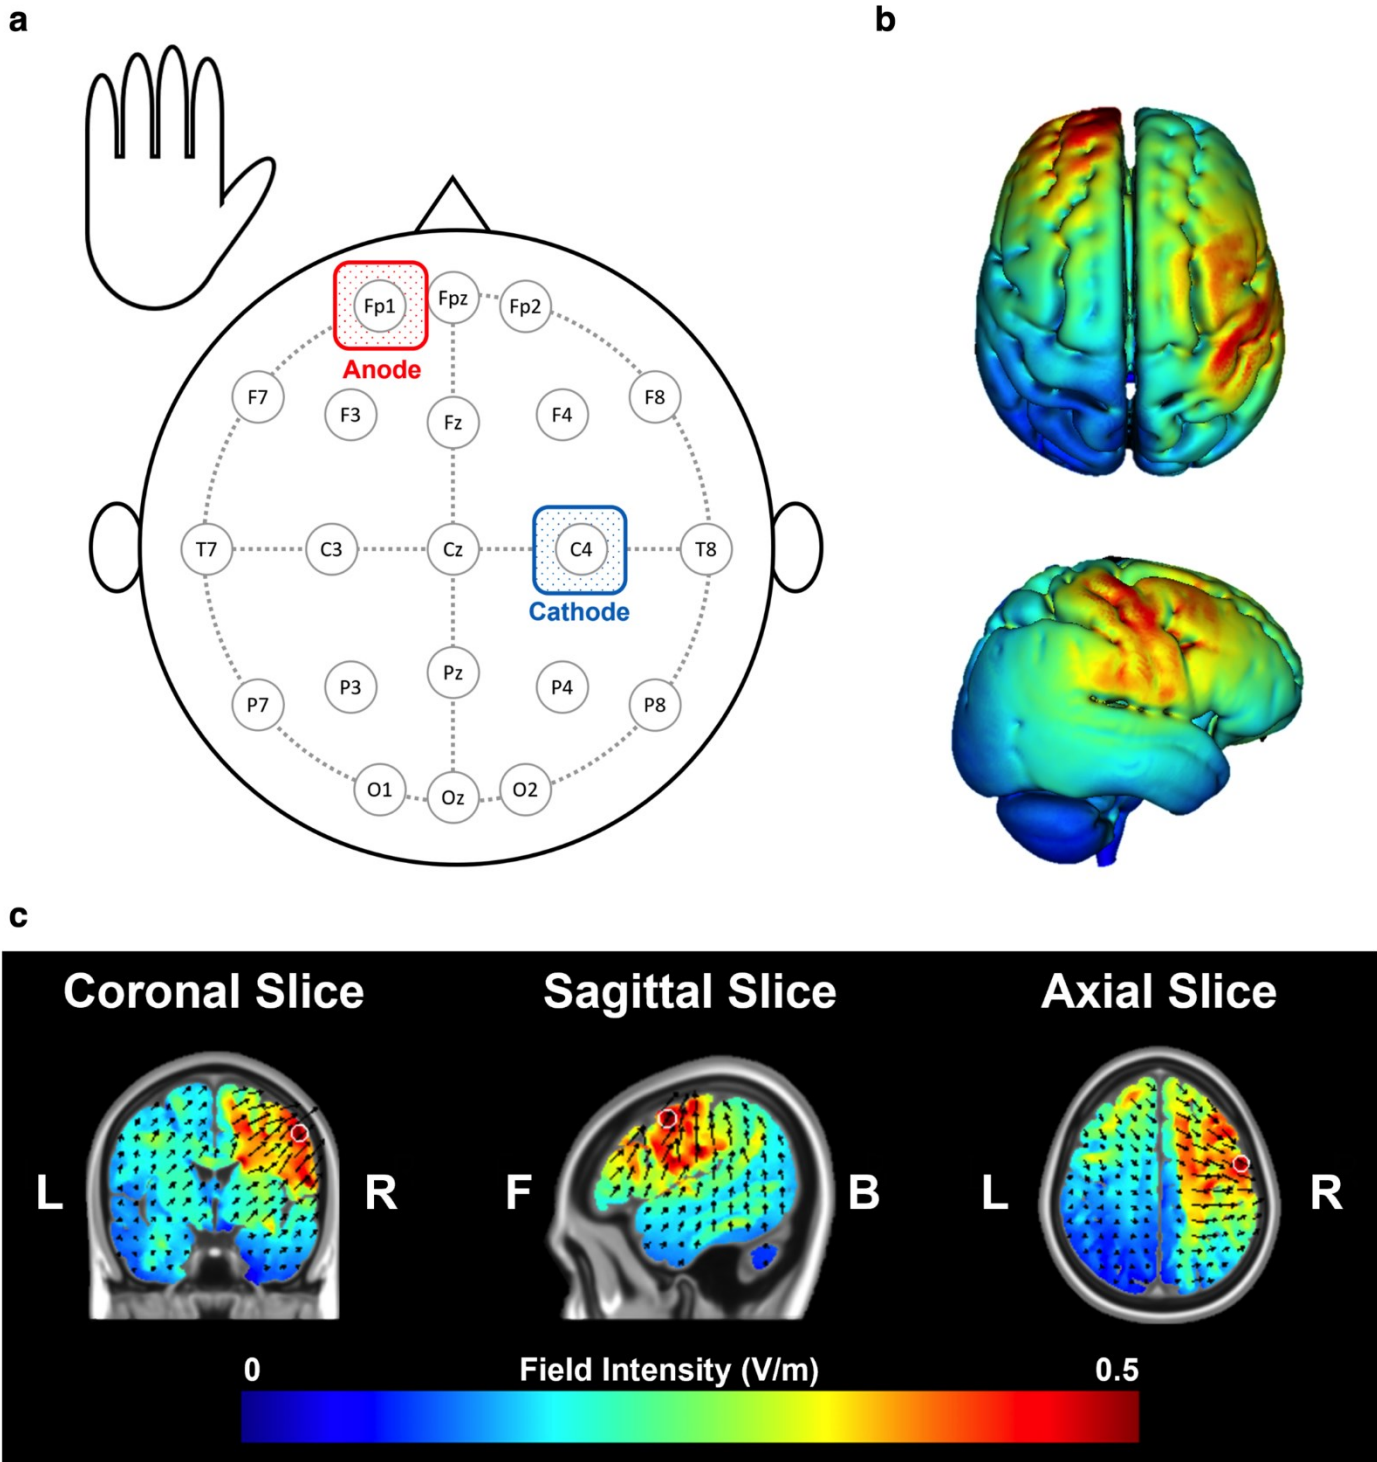 a
b
Fp1
Fpz
Fp2
Anode
F7
F3
Fz
F4
F8
T7
C3
Cz
C4
T8
Cathode
P7
P3
Pz
P4
P8
O1
Oz
O2
c
Coronal Slice
Sagittal Slice
Axial Slice
L
R
F
B
L
R
0
Field Intensity (V/m)
0.5